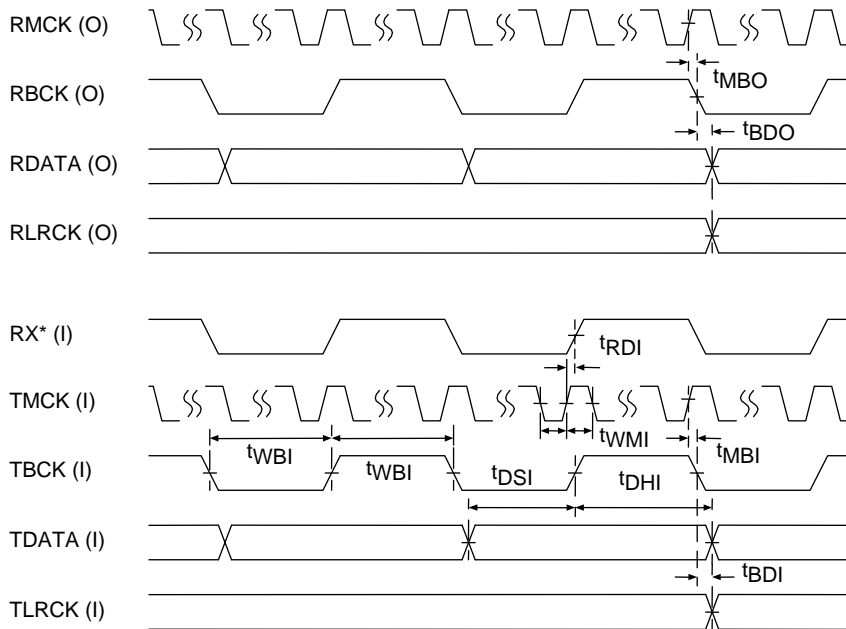 RMCK (O)
tMBO
RBCK (O)
tBDO
RDATA (O)
RLRCK (O)
RX* (I)
tRDI
TMCK (I)
tWMI
tMBI
tWBI
tWBI
TBCK (I)
tDSI
tDHI
TDATA (I)
tBDI
TLRCK (I)